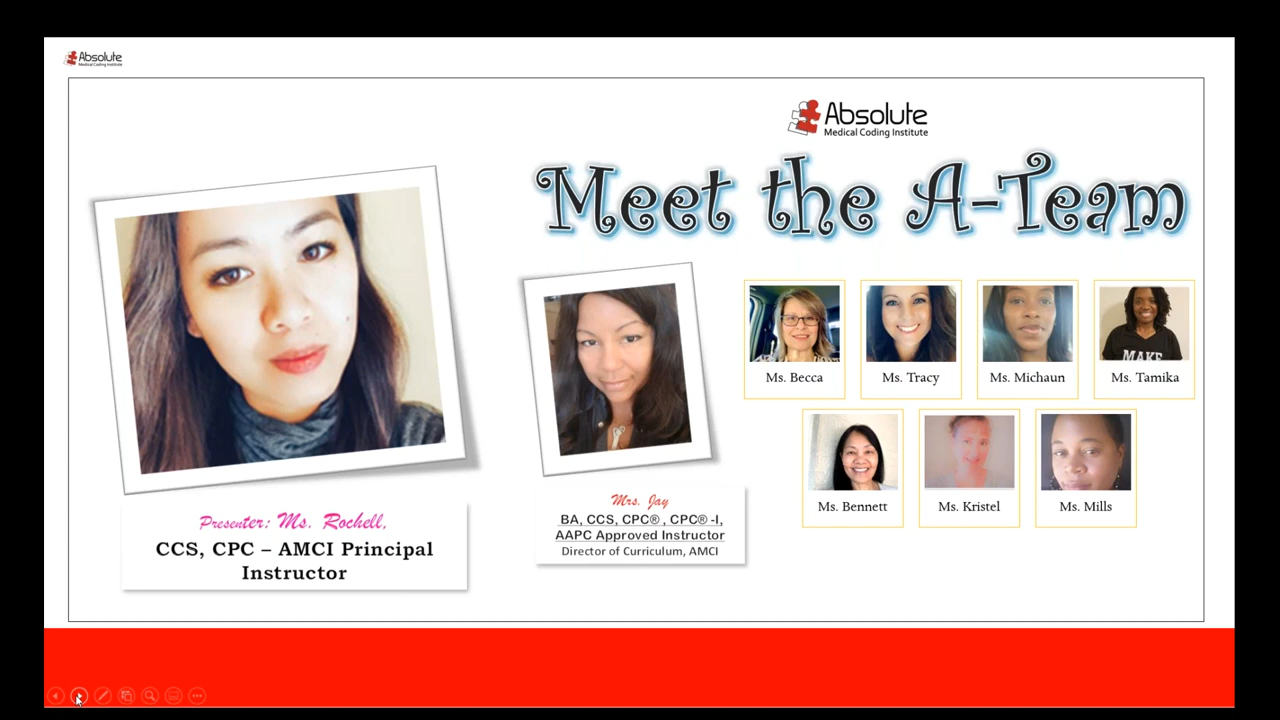 Absolute
Medical Coding Institute
Absolute
Medical Coding Institute
Meet the A-Team
Ms. Becca
Ms. Tracy
Ms. Michaun
MAKE
Ms. Tamika
Ms. Bennett
Ms. Kristel
Ms. Mills
Presenter: Ms. Rochell,
CCS, CPC – AMCI Principal
Instructor
Mrs. Jay
BA, CCS, CPC® , CPC® -I,
AAPC Approved Instructor
Director of Curriculum, AMCI